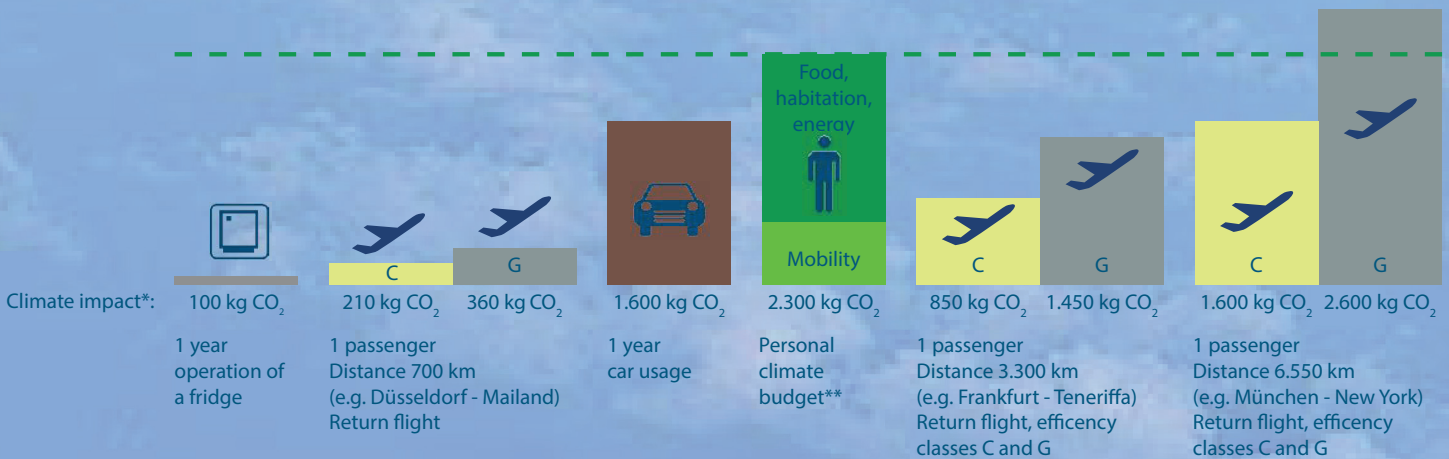 Food,
habitation,
energy
Mobility
C
G
C
G
C
G
Climate impact*:
100 kg CO₂
210 kg CO₂
360 kg CO₂
1.600 kg CO₂
2.300 kg CO₂
850 kg CO₂
1.450 kg CO₂
1.600 kg CO₂
2.600 kg CO₂
1 year
operation of
a fridge
1 passenger
Distance 700 km
(e.g. Düsseldorf - Mailand)
Return flight
1 year
car usage
Personal
climate
budget**
1 passenger
Distance 3.300 km
(e.g. Frankfurt - Teneriffa)
Return flight, efficency
classes C and G
1 passenger
Distance 6.550 km
(e.g. München - New York)
Return flight, efficency
classes C and G